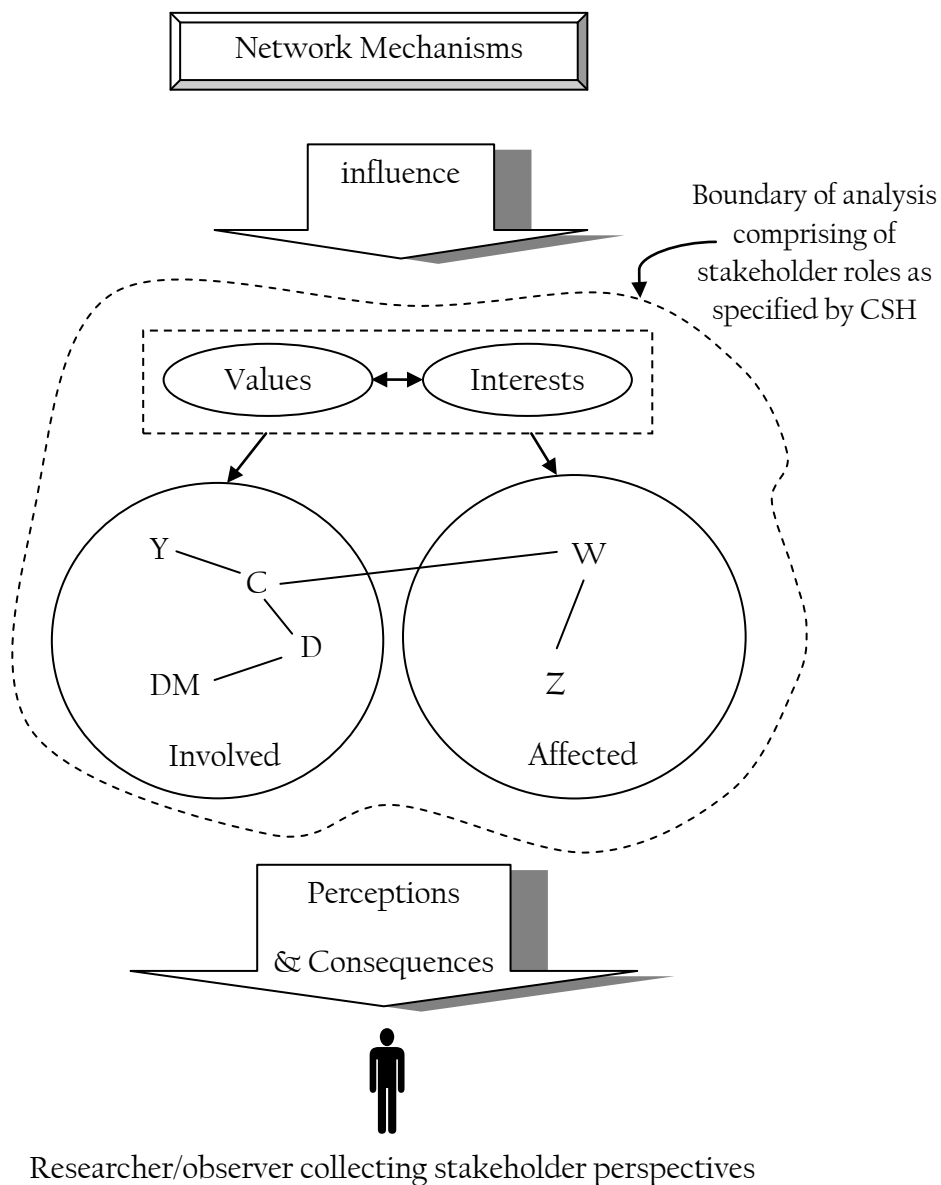 Network Mechanisms
influence
Boundary of analysis
comprising of
stakeholder roles as
specified by CSH
Values
Interests
Y
C
D
DM
Involved
W
Z
Affected
Perceptions
& Consequences
Researcher/observer collecting stakeholder perspectives